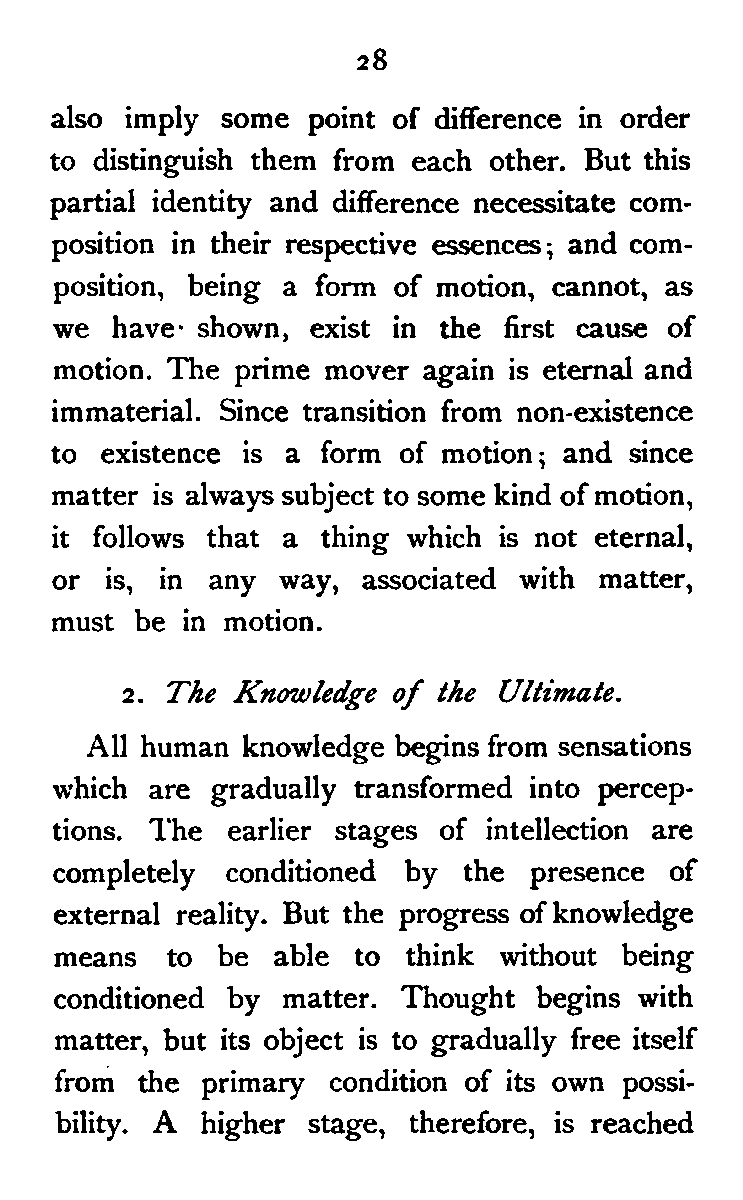 28
also imply some point of difference in order
to distinguish them from each other. But this
partial identity and difference necessitate com-
position in their respective essences; and com-
position, being a form of motion, cannot, as
we have· shown, exist in the first cause of
motion. The prime mover again is eternal and
immaterial. Since transition from non-existence
to existence is a form of motion; and since
matter is always subject to some kind of motion,
it follows that a thing which is not eternal,
or is, in any way, associated with matter,
must be in motion.
2. The Knowledge of the Ultimate.
All human knowledge begins from sensations
which are gradually transformed into percep-
tions. The earlier stages of intellection are
completely conditioned by the presence of
external reality. But the progress of knowledge
means to be able to think without being
conditioned by matter. Thought begins with
matter, but its object is to gradually free itself
from the primary condition of its own possi-
bility. A higher stage, therefore, is reached